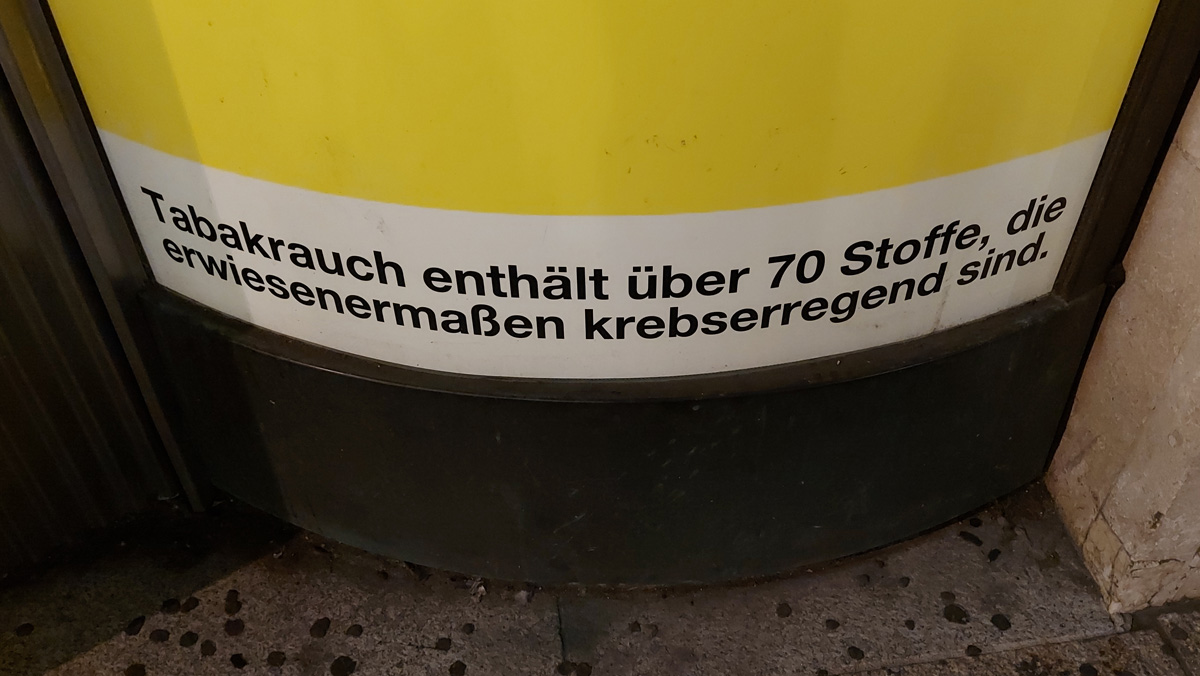 Tabakrauch enthält über 70 Stoffe, die
erwiesenermaßen krebserregend sind.